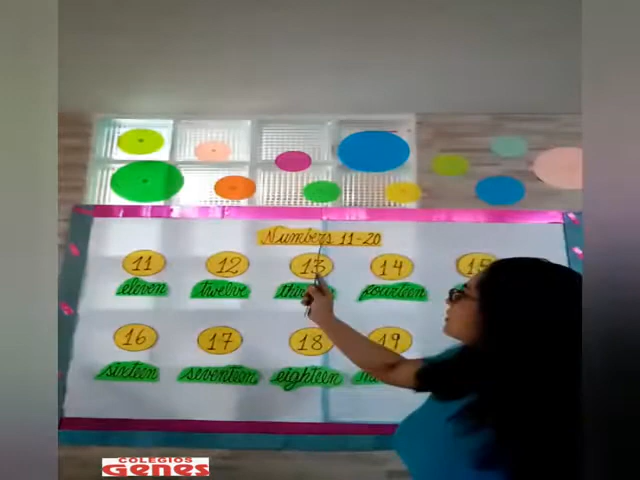 Numbers 11-20
11 12 13 14 15
eleven twelve fourteen
16 17 18 19
sixteen seventeen eighteen
COLEGIOS
Genes